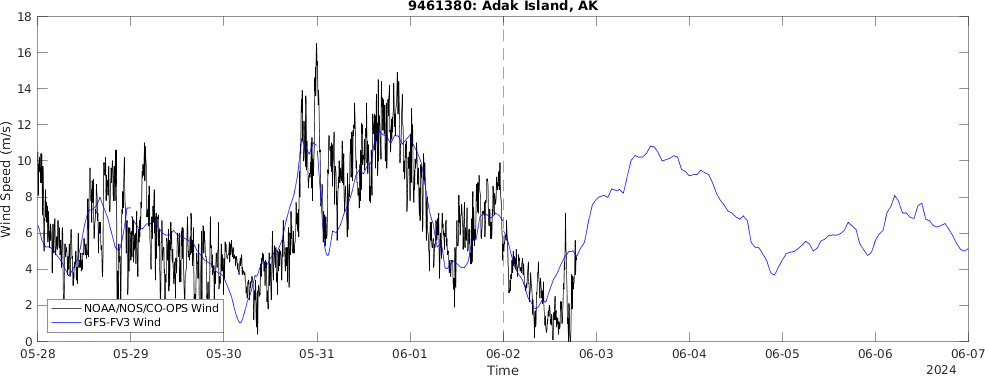 9461380: Adak Island, AK
18
16
14
12
10
8
6
4
2
0
Wind Speed (m/s)
NOAA/NOS/CO-OPS Wind
GFS-FV3 Wind
05-28 05-29 05-30 05-31 06-01 06-02 06-03 06-04 06-05 06-06 06-07
Time
2024